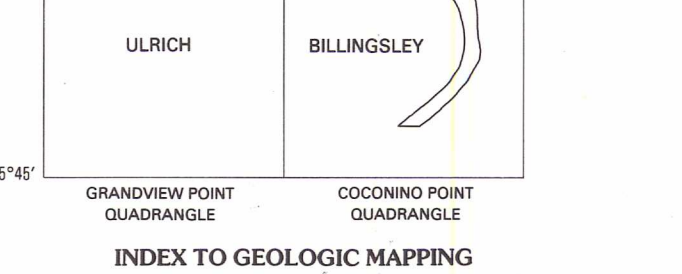 ULRICH BILLINGSLEY
5°45′
GRANDVIEW POINT COCONINO POINT
QUADRANGLE QUADRANGLE
INDEX TO GEOLOGIC MAPPING